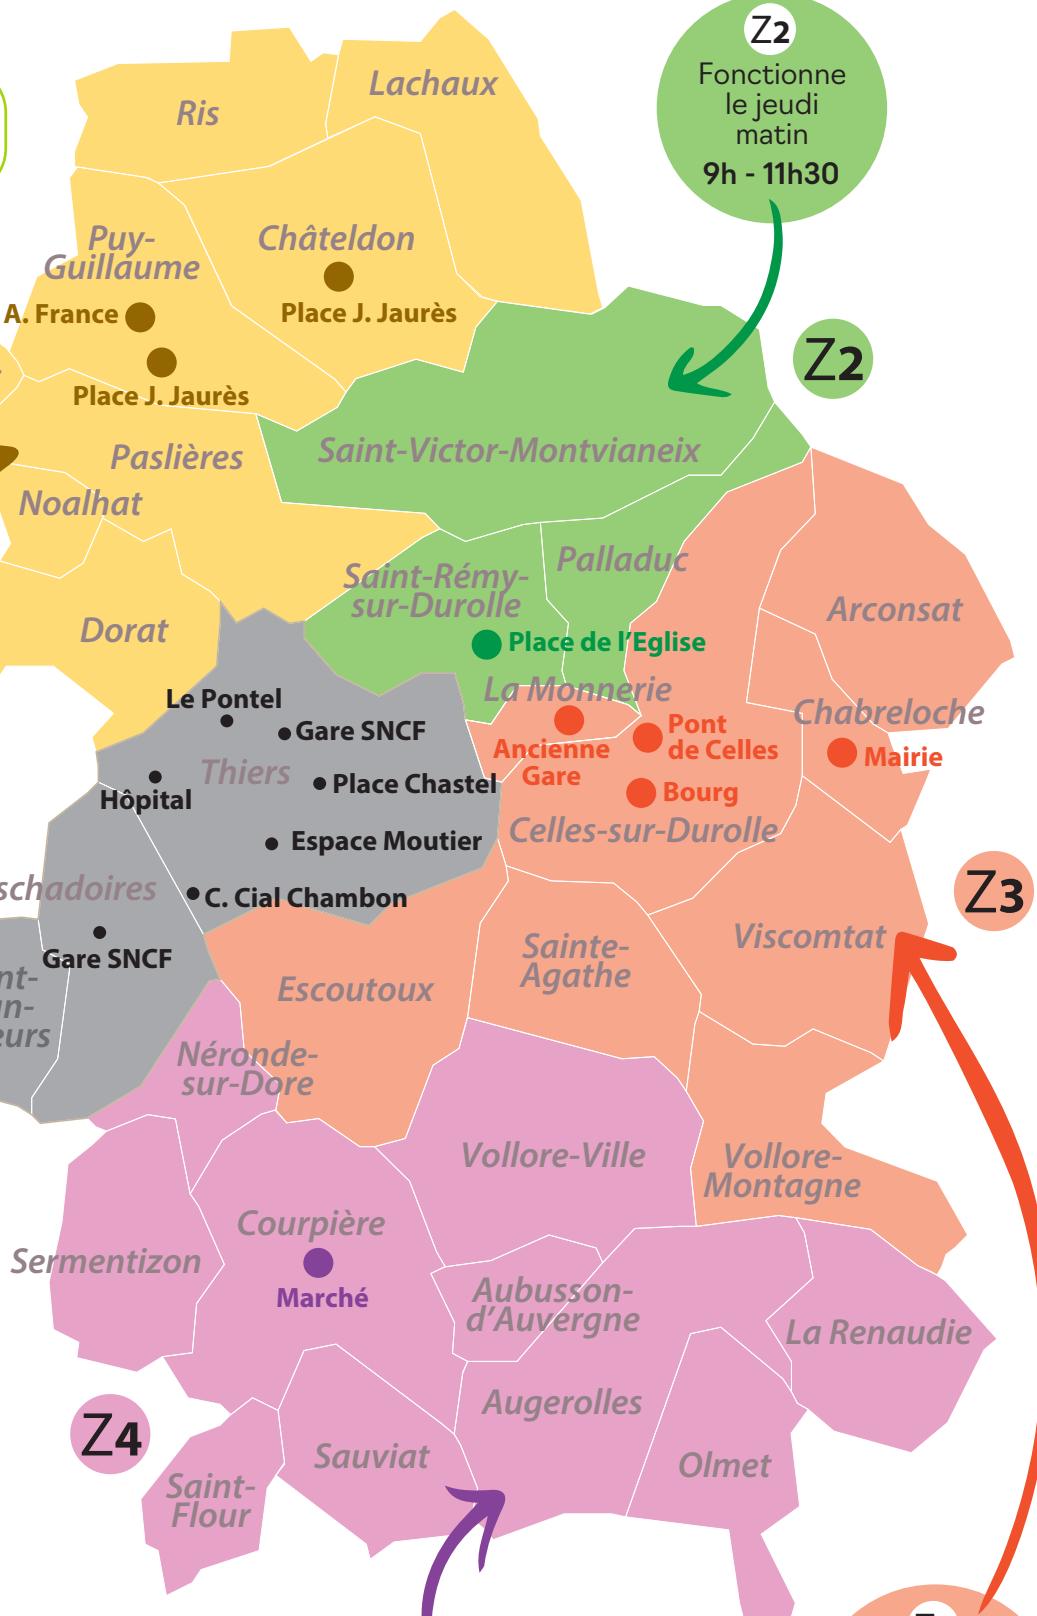 Z2
Fonctionne
le jeudi
matin
9h - 11h30
Lachaux
Ris
Puy-
Guillaume
Châteldon
A. France
Place J. Jaurès
Place J. Jaurès
Z2
Paslières
Saint-Victor-Montvianeix
Noalhat
Saint-Rémy-
sur-Durolle
Palladuc
Arconsat
Dorat
Place de l'Eglise
La Monnerie
Le Pontel
Gare SNCF
Ancienne
Gare
Pont
de Celles
Chabreloche
Mairie
Thiers
Hôpital
Place Chastel
Bourg
Espace Moutier
Celles-sur-Durolle
schadoires
C. Cial Chambon
Z3
Gare SNCF
Sainte-
Agathe
Viscomtat
nt-
n-
eurs
Escoutoux
Néronde-
sur-Dore
Vollore-Ville
Vollore-
Montagne
Courpière
Sermentizon
Marché
Aubusson-
d'Auvergne
La Renaudie
Augerolles
Z4
Sauviat
Olmet
Saint-
Flour